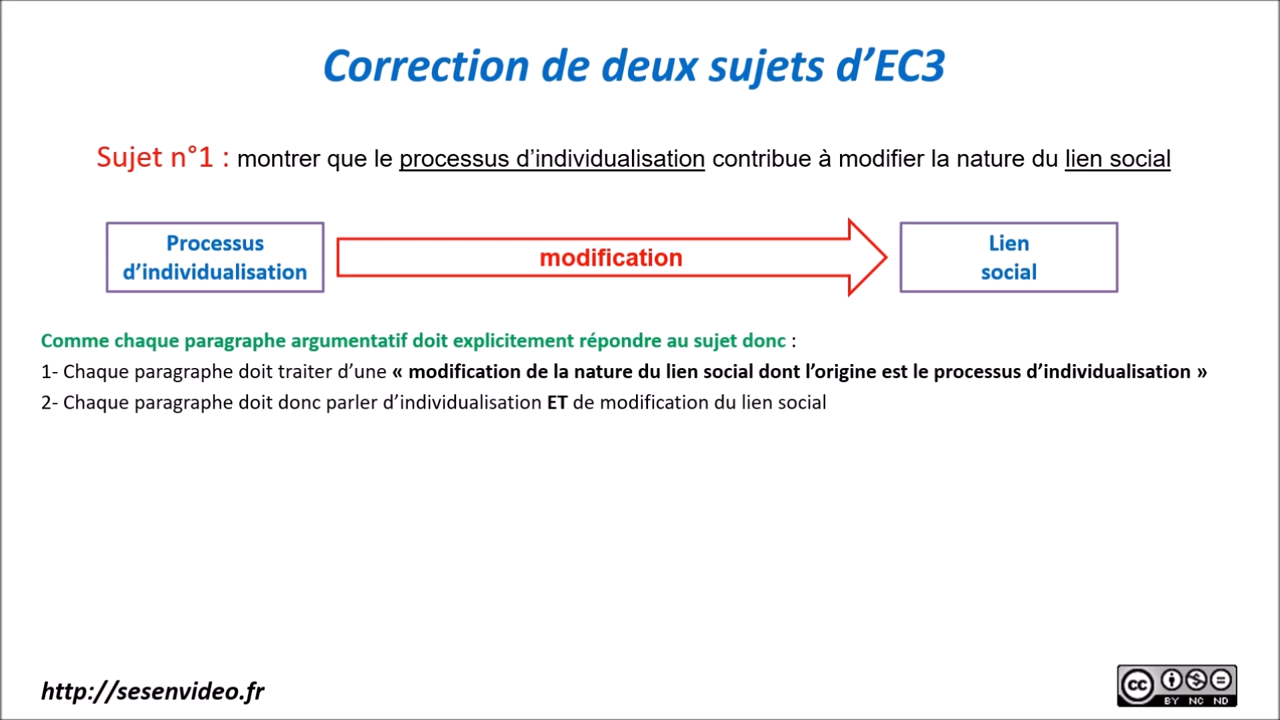 Correction de deux sujets d’EC3
Sujet n°1 : montrer que le processus d’individualisation contribue à modifier la nature du lien social
Processus
d’individualisation
modification
Lien
social
Comme chaque paragraphe argumentatif doit explicitement répondre au sujet donc :
1- Chaque paragraphe doit traiter d’une « modification de la nature du lien social dont l’origine est le processus d’individualisation »
2- Chaque paragraphe doit donc parler d’individualisation ET de modification du lien social
http://sesenvideo.fr
cc
BY NC ND